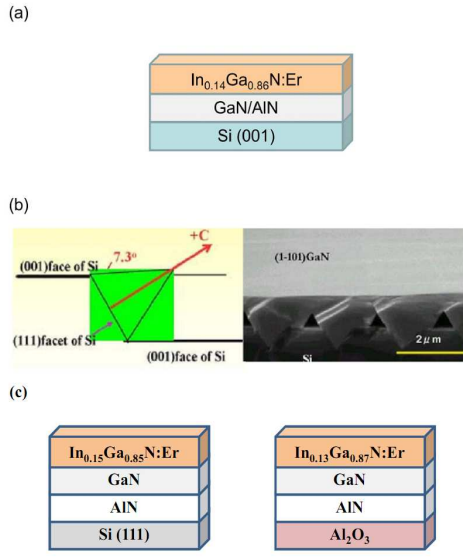 (a)
In0.14Ga0.86N:Er
GaN/AlN
Si (001)
(b)
+C
7.3°
(001)face of Si
(111)facet of Si
(001)face of Si
(1-101)GaN
Si
2μm
(c)
In0.15Ga0.85N:Er
GaN
AlN
Si (111)
In0.13Ga0.87N:Er
GaN
AlN
Al2O3